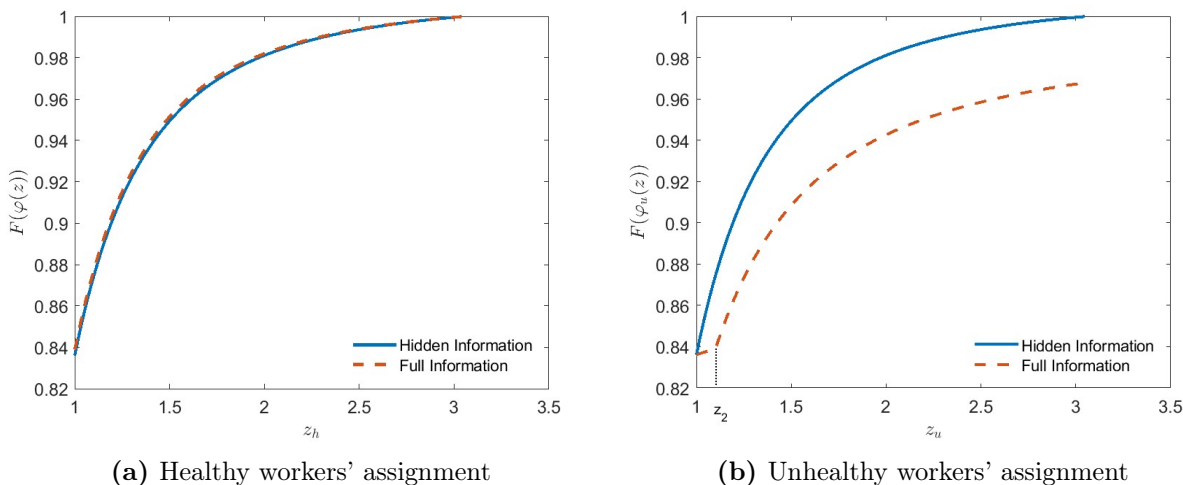 1
0.98
0.96
0.94
0.92
0.9
0.88
0.86
0.84
0.82
F(φ(z))
1 1.5 2 2.5 3 3.5
z_h
Hidden Information
Full Information
(a) Healthy workers' assignment
1
0.98
0.96
0.94
0.92
0.9
0.88
0.86
0.84
0.82
F(φ_u(z))
1 z_2 1.5 2 2.5 3 3.5
z_u
Hidden Information
Full Information
(b) Unhealthy workers' assignment